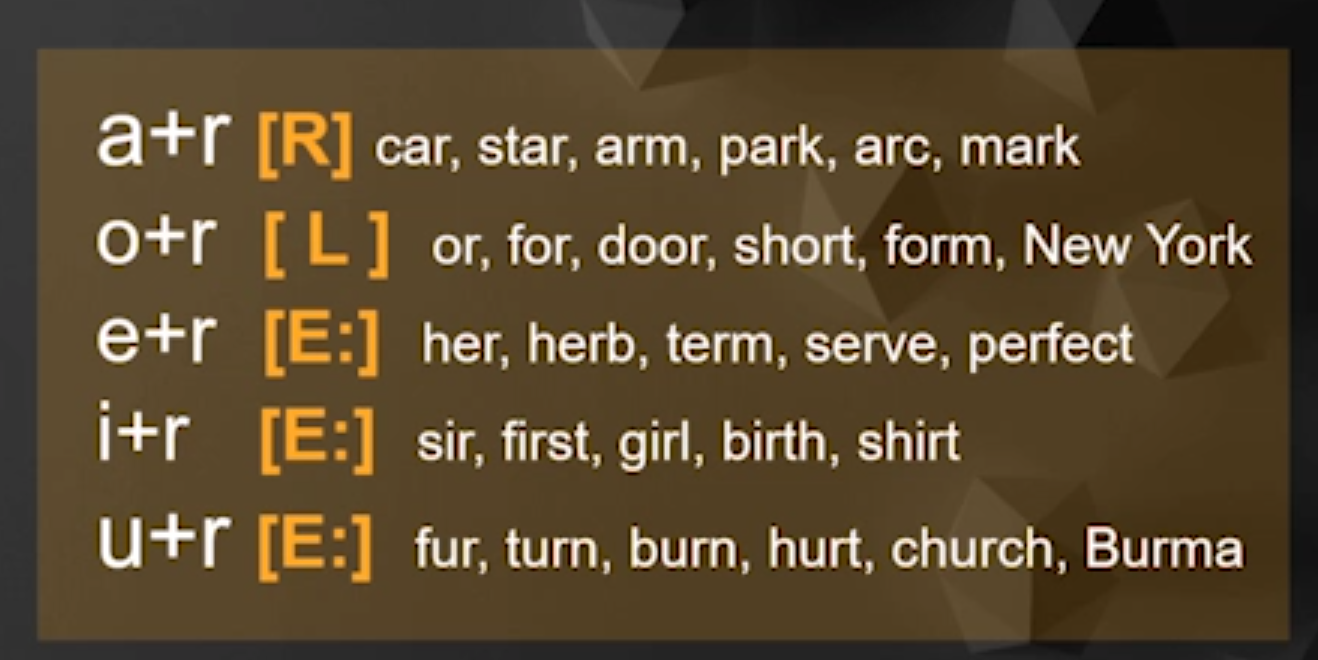 a+r [R] car, star, arm, park, arc, mark
o+r [ L ] or, for, door, short, form, New York
e+r [E:] her, herb, term, serve, perfect
i+r [E:] sir, first, girl, birth, shirt
u+r [E:] fur, turn, burn, hurt, church, Burma